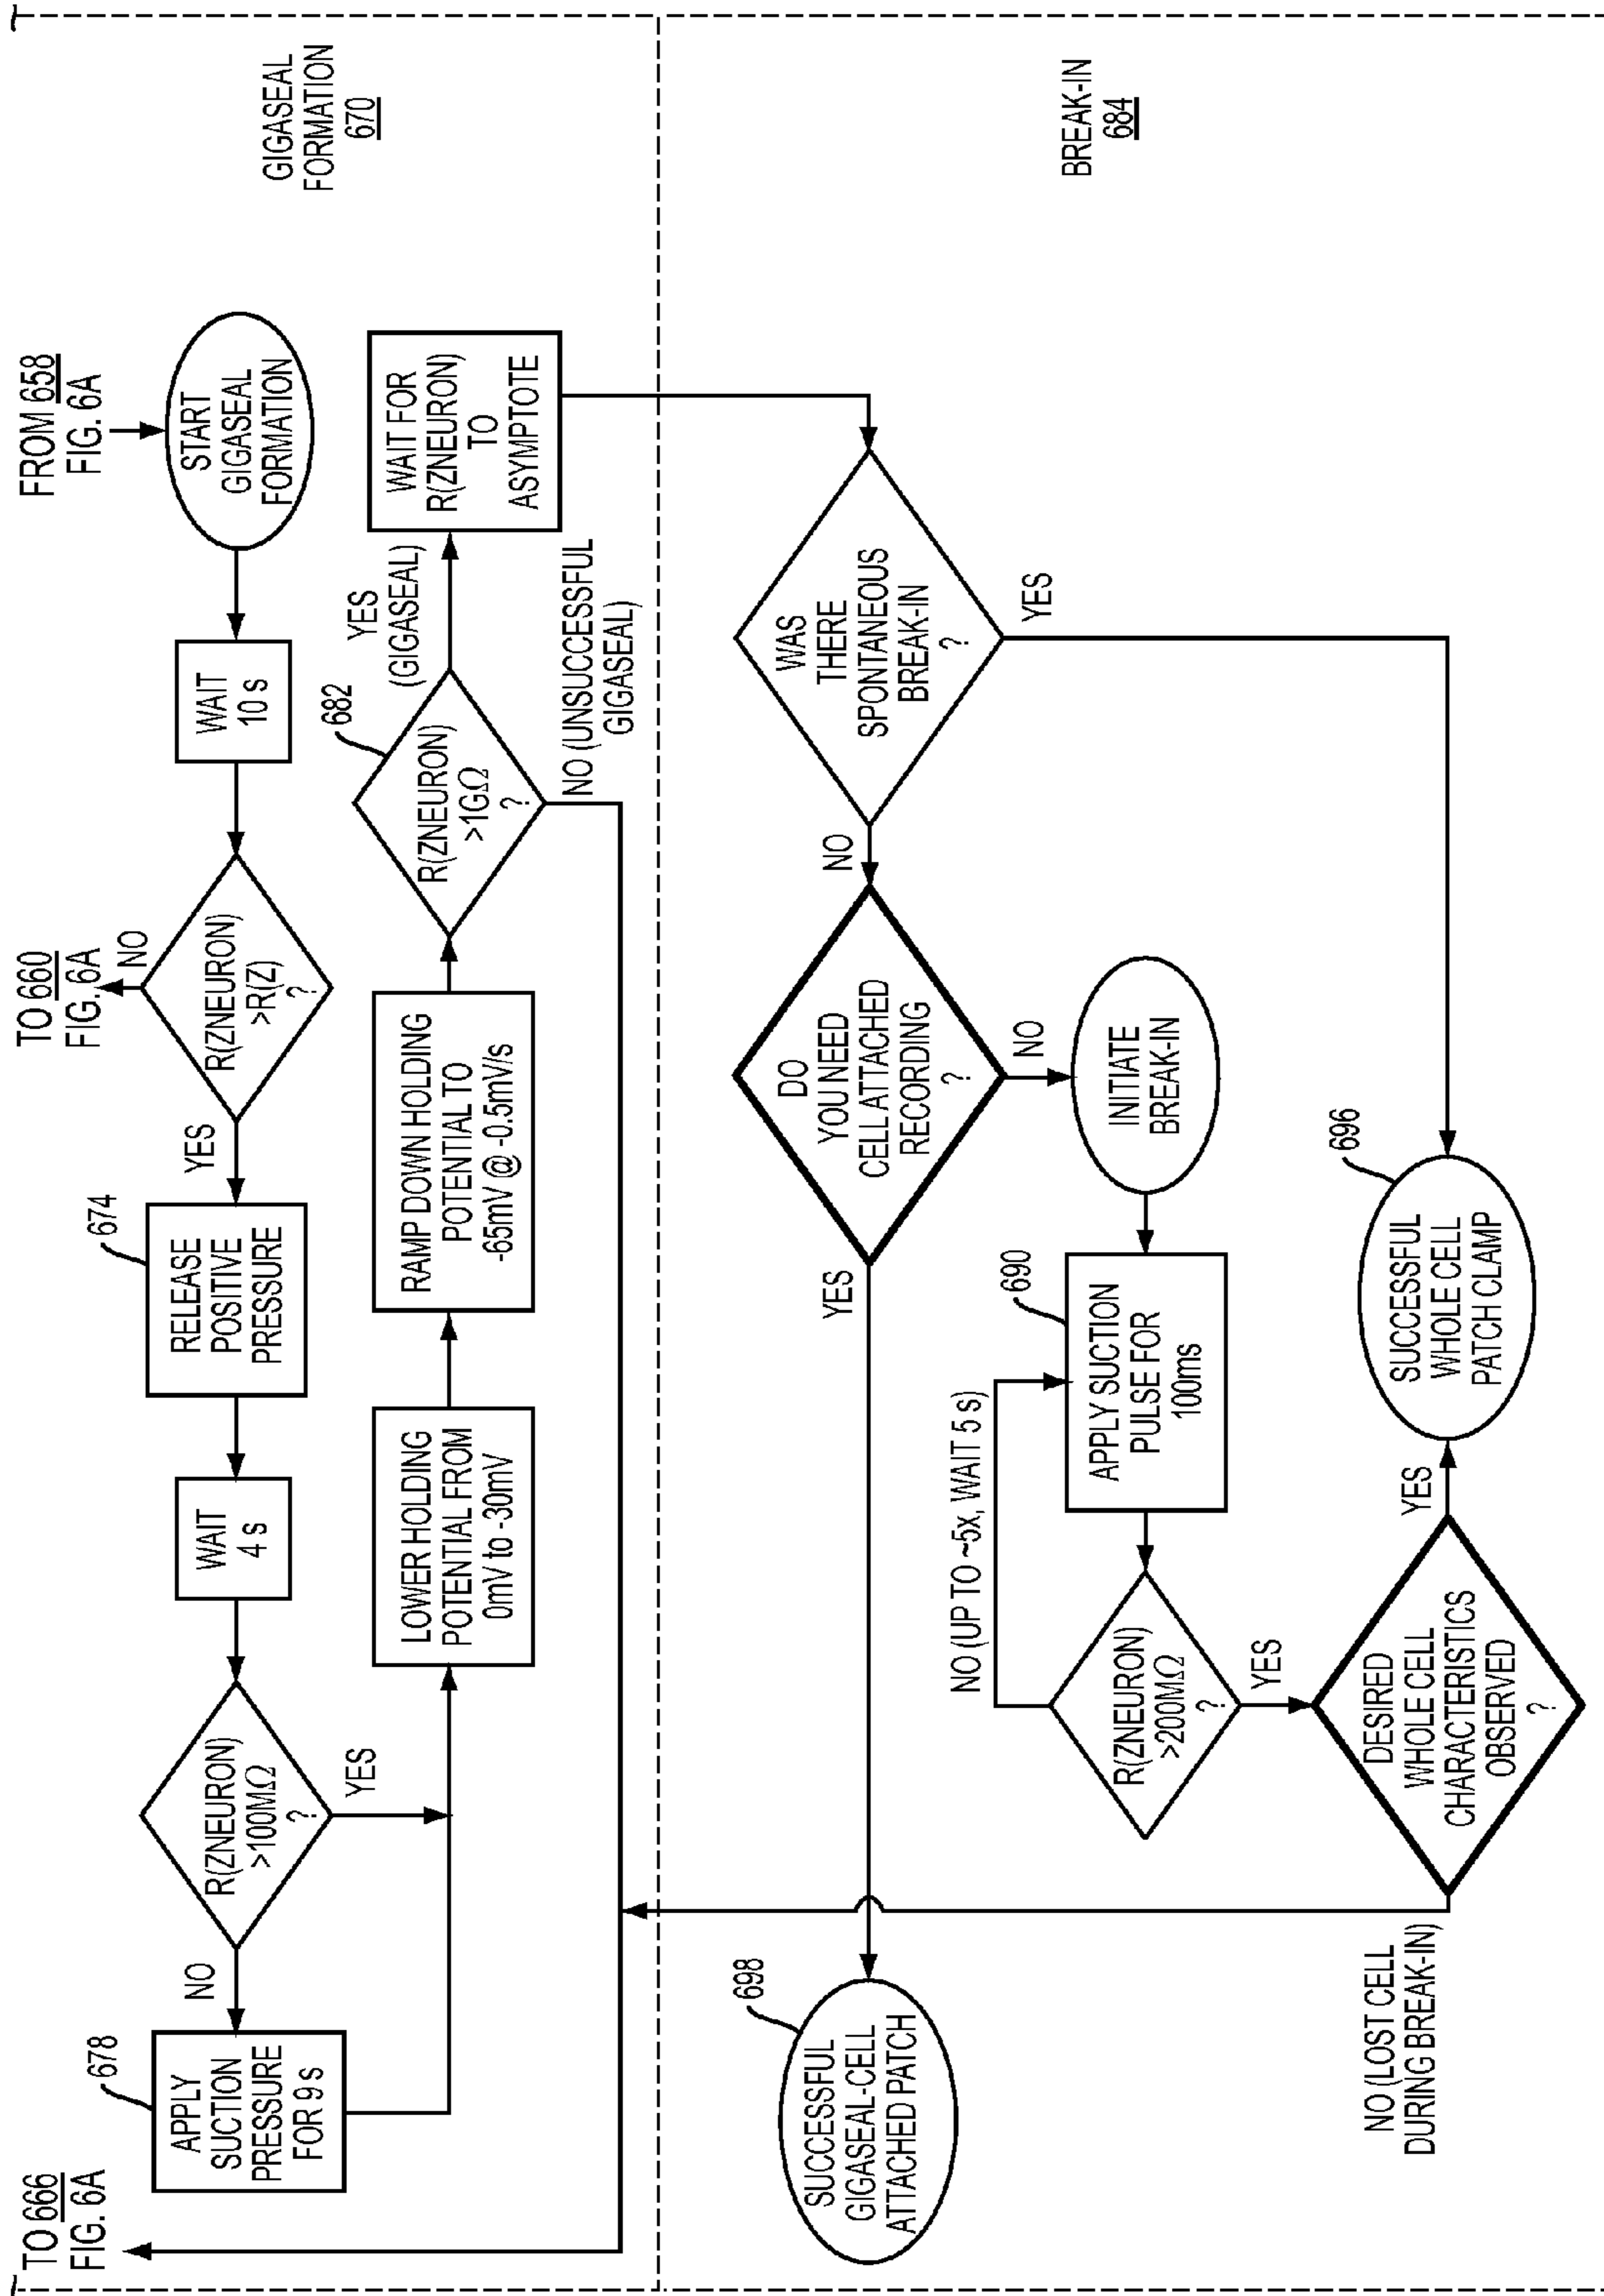 FROM 658
FIG. 6A
START
GIGASEAL
FORMATION
WAIT
10 s
TO 660
FIG. 6A
NO
R(ZNEURON)
>R(Z)
?
YES
674
RELEASE
POSITIVE
PRESSURE
WAIT
4 s
R(ZNEURON)
>100MΩ
?
YES
NO
678
APPLY
SUCTION
PRESSURE
FOR 9 s
TO 666
FIG. 6A
LOWER HOLDING
POTENTIAL FROM
0mV to -30mV
RAMP DOWN HOLDING
POTENTIAL TO
-65mV @ -0.5mV/s
682
R(ZNEURON)
>1GΩ
?
YES
(GIGASEAL)
NO (UNSUCCESSFUL
GIGASEAL)
WAIT FOR
R(ZNEURON)
TO
ASYMPTOTE
GIGASEAL
FORMATION
670
BREAK-IN
684
WAS
THERE
SPONTANEOUS
BREAK-IN
?
YES
NO
DO
YOU NEED
CELL ATTACHED
RECORDING
?
YES
NO
INITIATE
BREAK-IN
690
APPLY SUCTION
PULSE FOR
100ms
NO (UP TO ~5x, WAIT 5 s)
R(ZNEURON)
>200MΩ
?
YES
DESIRED
WHOLE CELL
CHARACTERISTICS
OBSERVED
?
YES
696
SUCCESSFUL
WHOLE CELL
PATCH CLAMP
NO (LOST CELL
DURING BREAK-IN)
698
SUCCESSFUL
GIGASEAL-CELL
ATTACHED PATCH